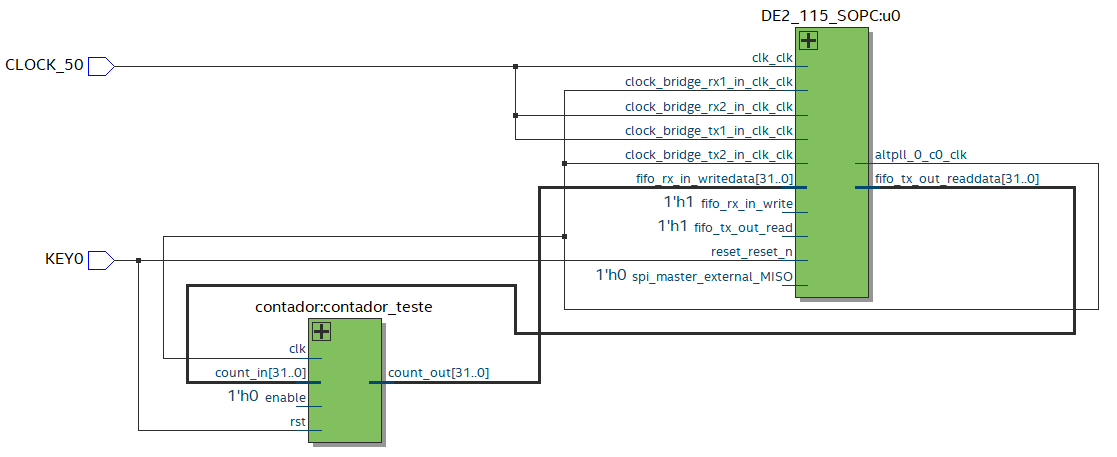 DE2_115_SOPC:u0
CLOCK_50
clk_clk
clock_bridge_rx1_in_clk_clk
clock_bridge_rx2_in_clk_clk
clock_bridge_tx1_in_clk_clk
clock_bridge_tx2_in_clk_clk
altpll_0_c0_clk
fifo_rx_in_writedata[31..0]
fifo_tx_out_readdata[31..0]
1'h1 fifo_rx_in_write
1'h1 fifo_tx_out_read
KEY0
reset_reset_n
1'h0 spi_master_external_MISO
contador:contador_teste
clk
count_in[31..0]
count_out[31..0]
1'h0 enable
rst